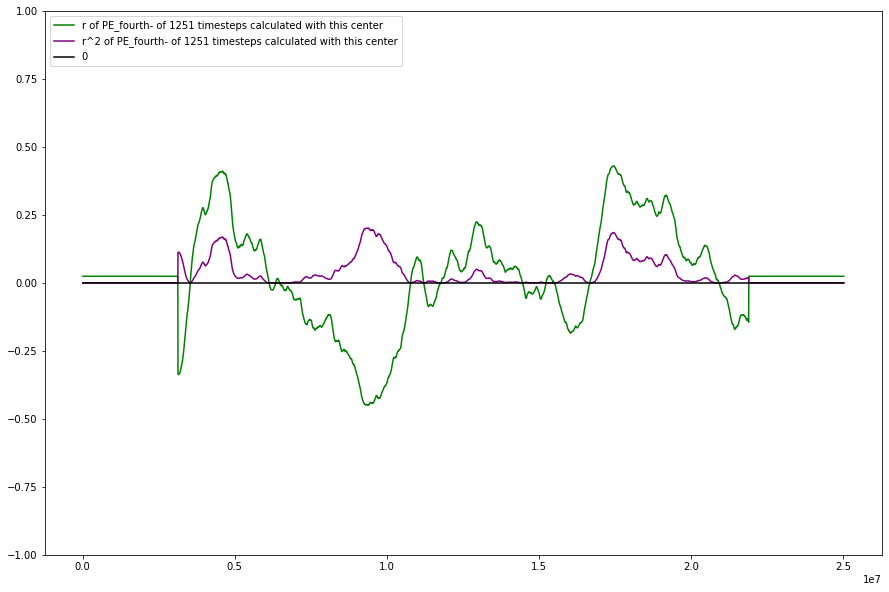 1.00
0.75
0.50
0.25
0.00
−0.25
−0.50
−0.75
−1.00
r of PE_fourth- of 1251 timesteps calculated with this center
r^2 of PE_fourth- of 1251 timesteps calculated with this center
0
0.0 0.5 1.0 1.5 2.0 2.5
1e7